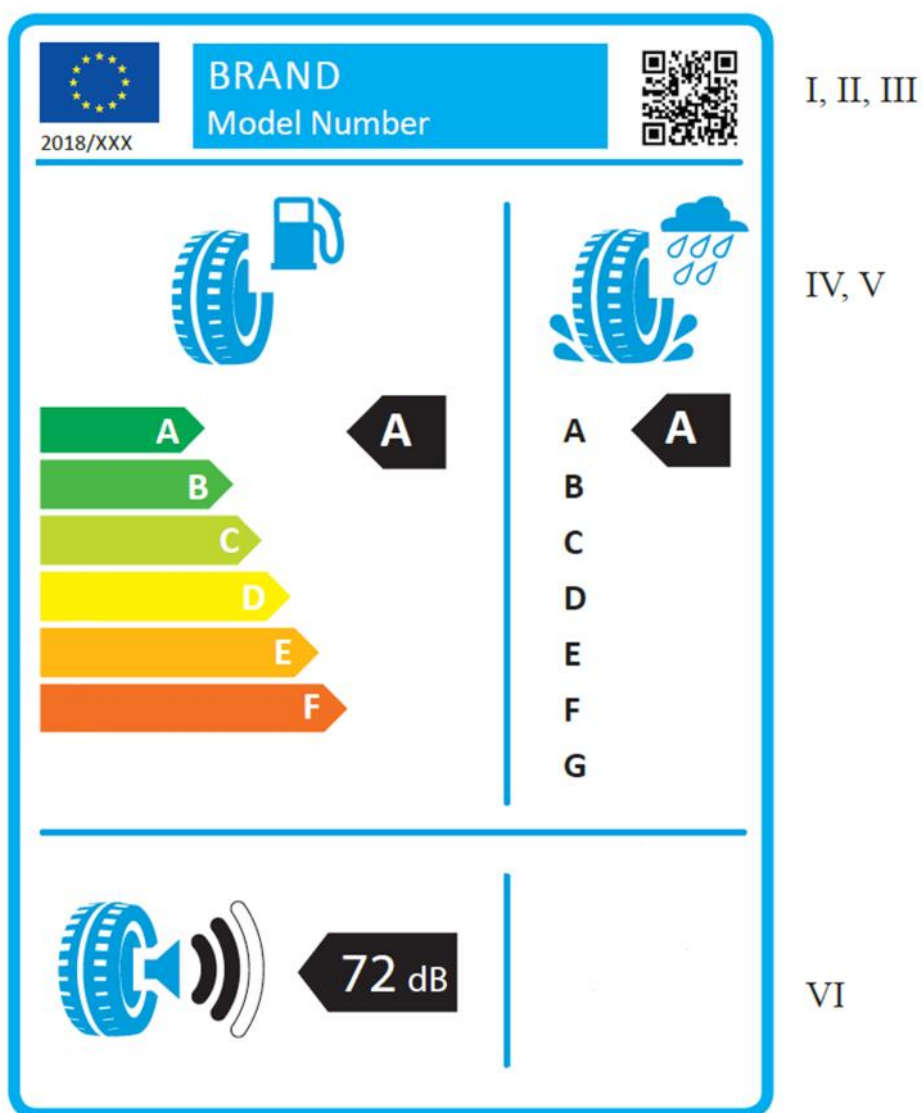 BRAND
Model Number
2018/XXX
I, II, III
IV, V
A
B
C
D
E
F
A
A
B
C
D
E
F
G
A
72 dB
VI